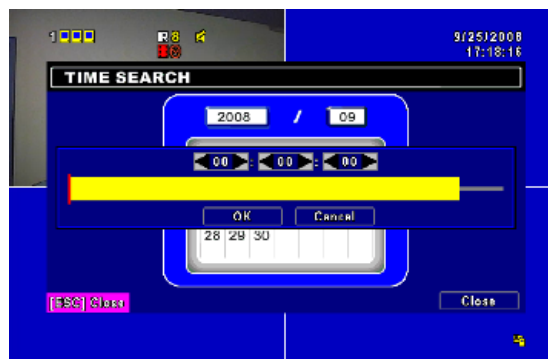 1 R8 9/25/2008
17:18:16
TIME SEARCH
2008 / 09
00 : 00 : 00
OK Cancel
28 29 30
[ESC] Close Close